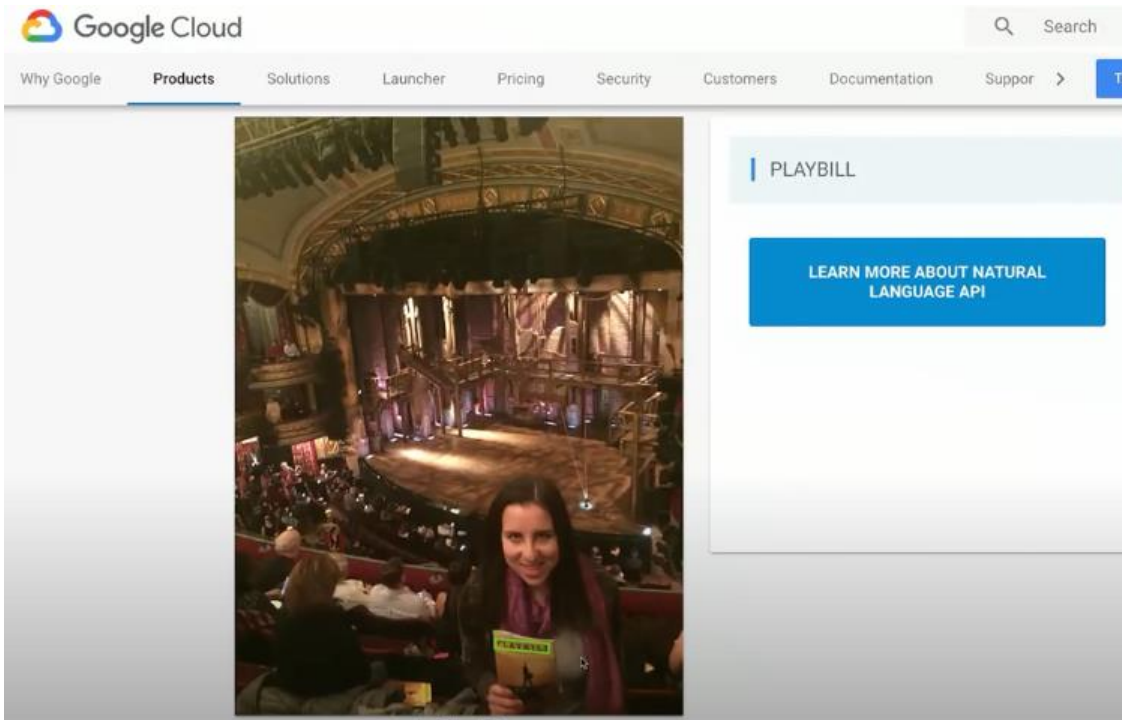 Google Cloud
Search
Why Google Products Solutions Launcher Pricing Security Customers Documentation Suppor >
T
PLAYBILL
LEARN MORE ABOUT NATURAL
LANGUAGE API
PLAYBILL